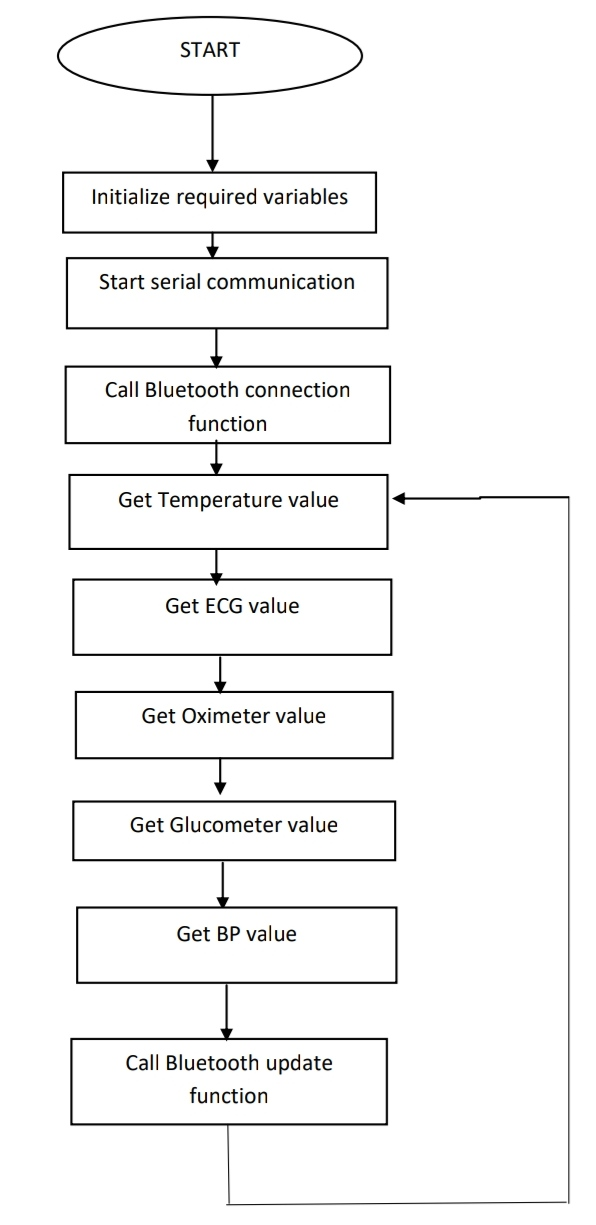 START
Initialize required variables
Start serial communication
Call Bluetooth connection
function
Get Temperature value
Get ECG value
Get Oximeter value
Get Glucometer value
Get BP value
Call Bluetooth update
function